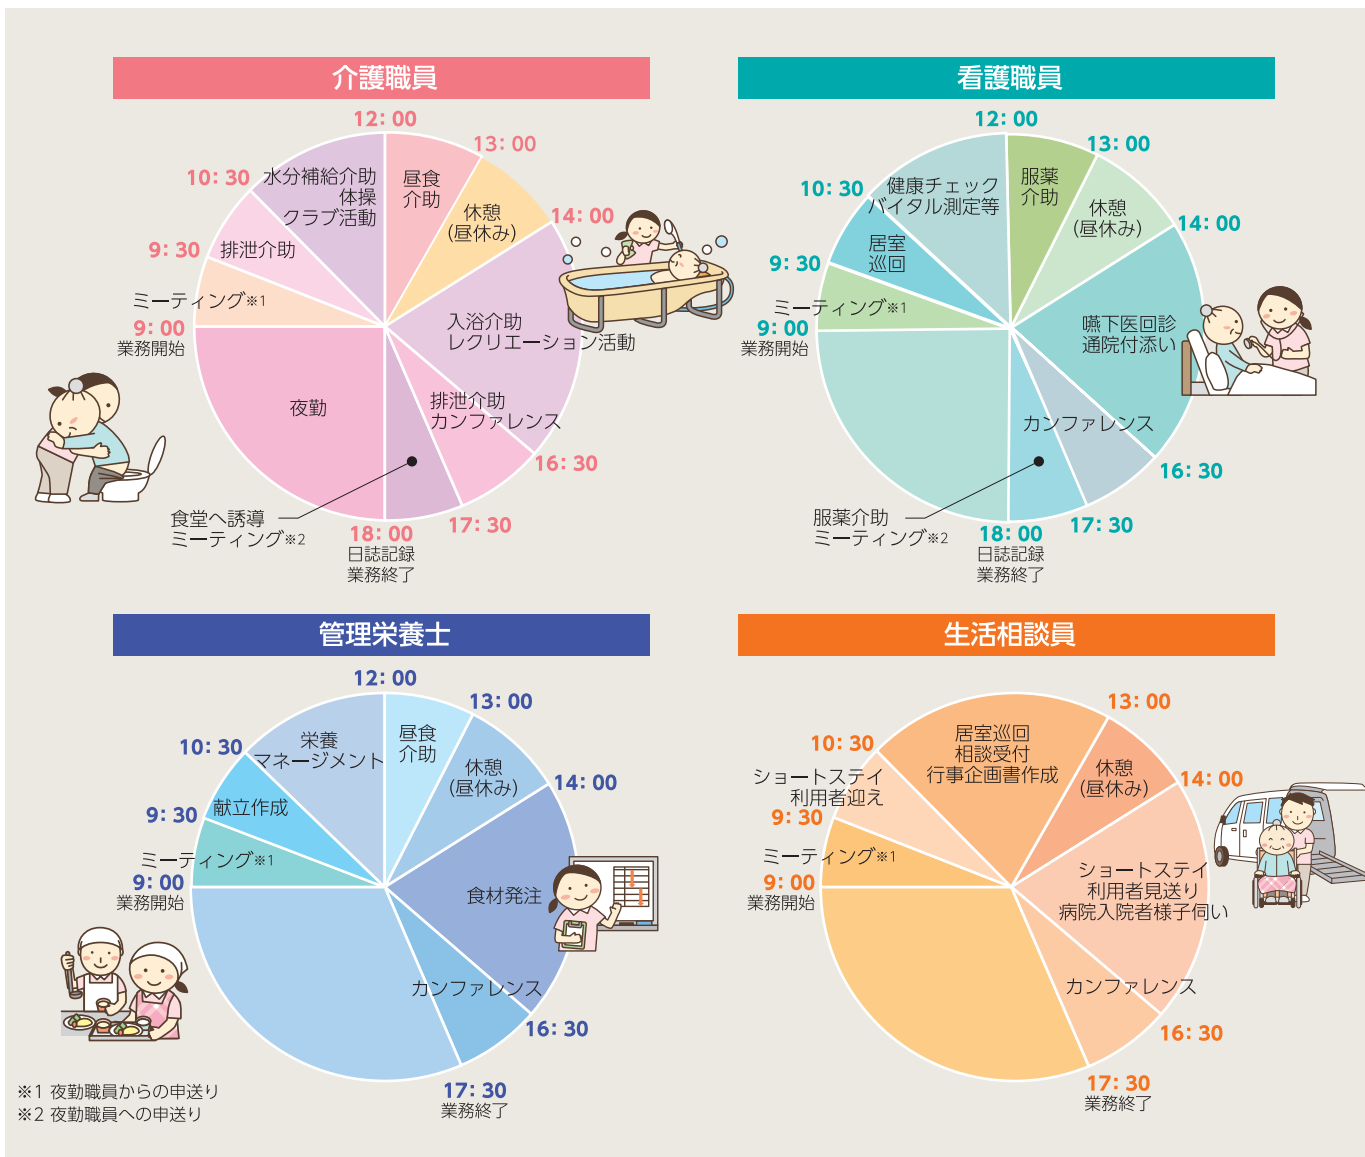 介護職員
12：00
13：00
14：00
16：30
17：30
18：00
日誌記録
業務終了
9：00
業務開始
9：30
10：30
昼食
介助
休憩
(昼休み)
入浴介助
レクリエーション活動
排泄介助
カンファレンス
食堂へ誘導
ミーティング※2
夜勤
ミーティング※1
排泄介助
水分補給介助
体操
クラブ活動
看護職員
12：00
13：00
14：00
16：30
17：30
18：00
日誌記録
業務終了
9：00
業務開始
9：30
10：30
服薬
介助
休憩
(昼休み)
嚥下医回診
通院付添い
カンファレンス
服薬介助
ミーティング※2
ミーティング※1
居室
巡回
健康チェック
バイタル測定等
管理栄養士
12：00
13：00
14：00
16：30
17：30
業務終了
9：00
業務開始
9：30
10：30
昼食
介助
休憩
(昼休み)
食材発注
カンファレンス
ミーティング※1
献立作成
栄養
マネージメント
生活相談員
13：00
14：00
16：30
17：30
業務終了
9：00
業務開始
9：30
10：30
居室巡回
相談受付
行事企画書作成
休憩
(昼休み)
ショートステイ
利用者見送り
病院入院者様子伺い
カンファレンス
ミーティング※1
ショートステイ
利用者迎え
※1 夜勤職員からの申送り
※2 夜勤職員への申送り